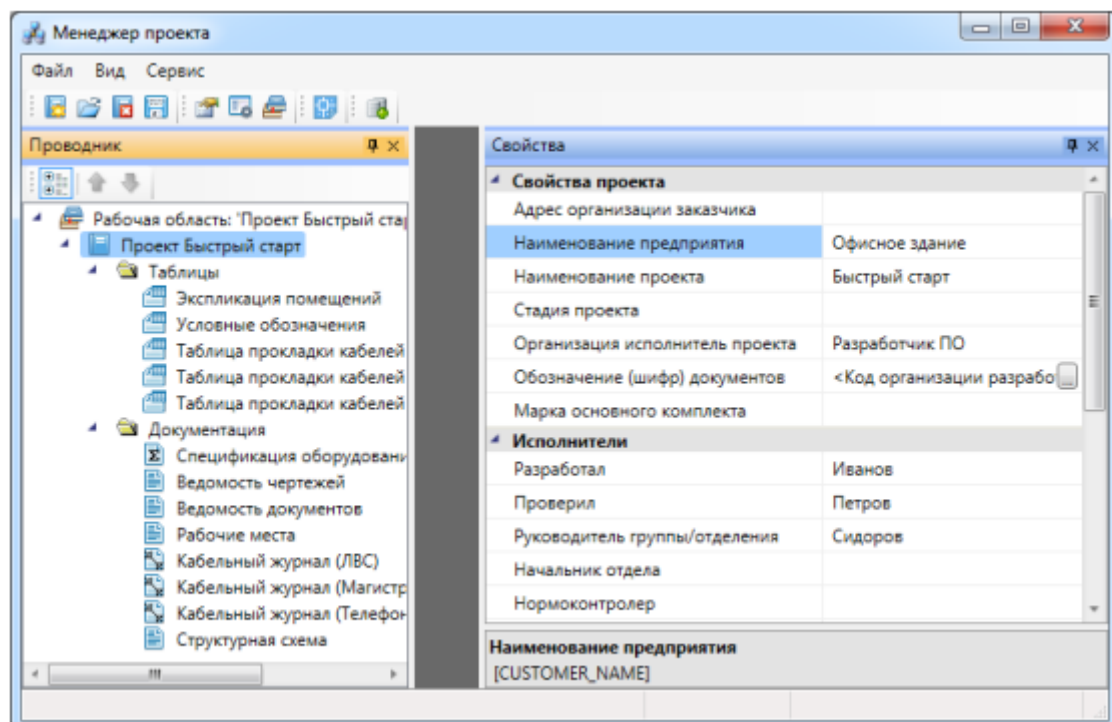 Менеджер проекта
Файл Вид Сервис
Проводник
Рабочая область: 'Проект Быстрый ста
Проект Быстрый старт
Таблицы
Экспликация помещений
Условные обозначения
Таблица прокладки кабелей
Таблица прокладки кабелей
Таблица прокладки кабелей
Документация
Спецификация оборудовани
Ведомость чертежей
Ведомость документов
Рабочие места
Кабельный журнал (ЛВС)
Кабельный журнал (Магистр
Кабельный журнал (Телефон
Структурная схема
Свойства
Свойства проекта
Адрес организации заказчика
Наименование предприятия Офисное здание
Наименование проекта Быстрый старт
Стадия проекта
Организация исполнитель проекта Разработчик ПО
Обозначение (шифр) документов <Код организации разрабо ...
Марка основного комплекта
Исполнители
Разработал Иванов
Проверил Петров
Руководитель группы/отделения Сидоров
Начальник отдела
Нормоконтролер
Наименование предприятия
[CUSTOMER_NAME]